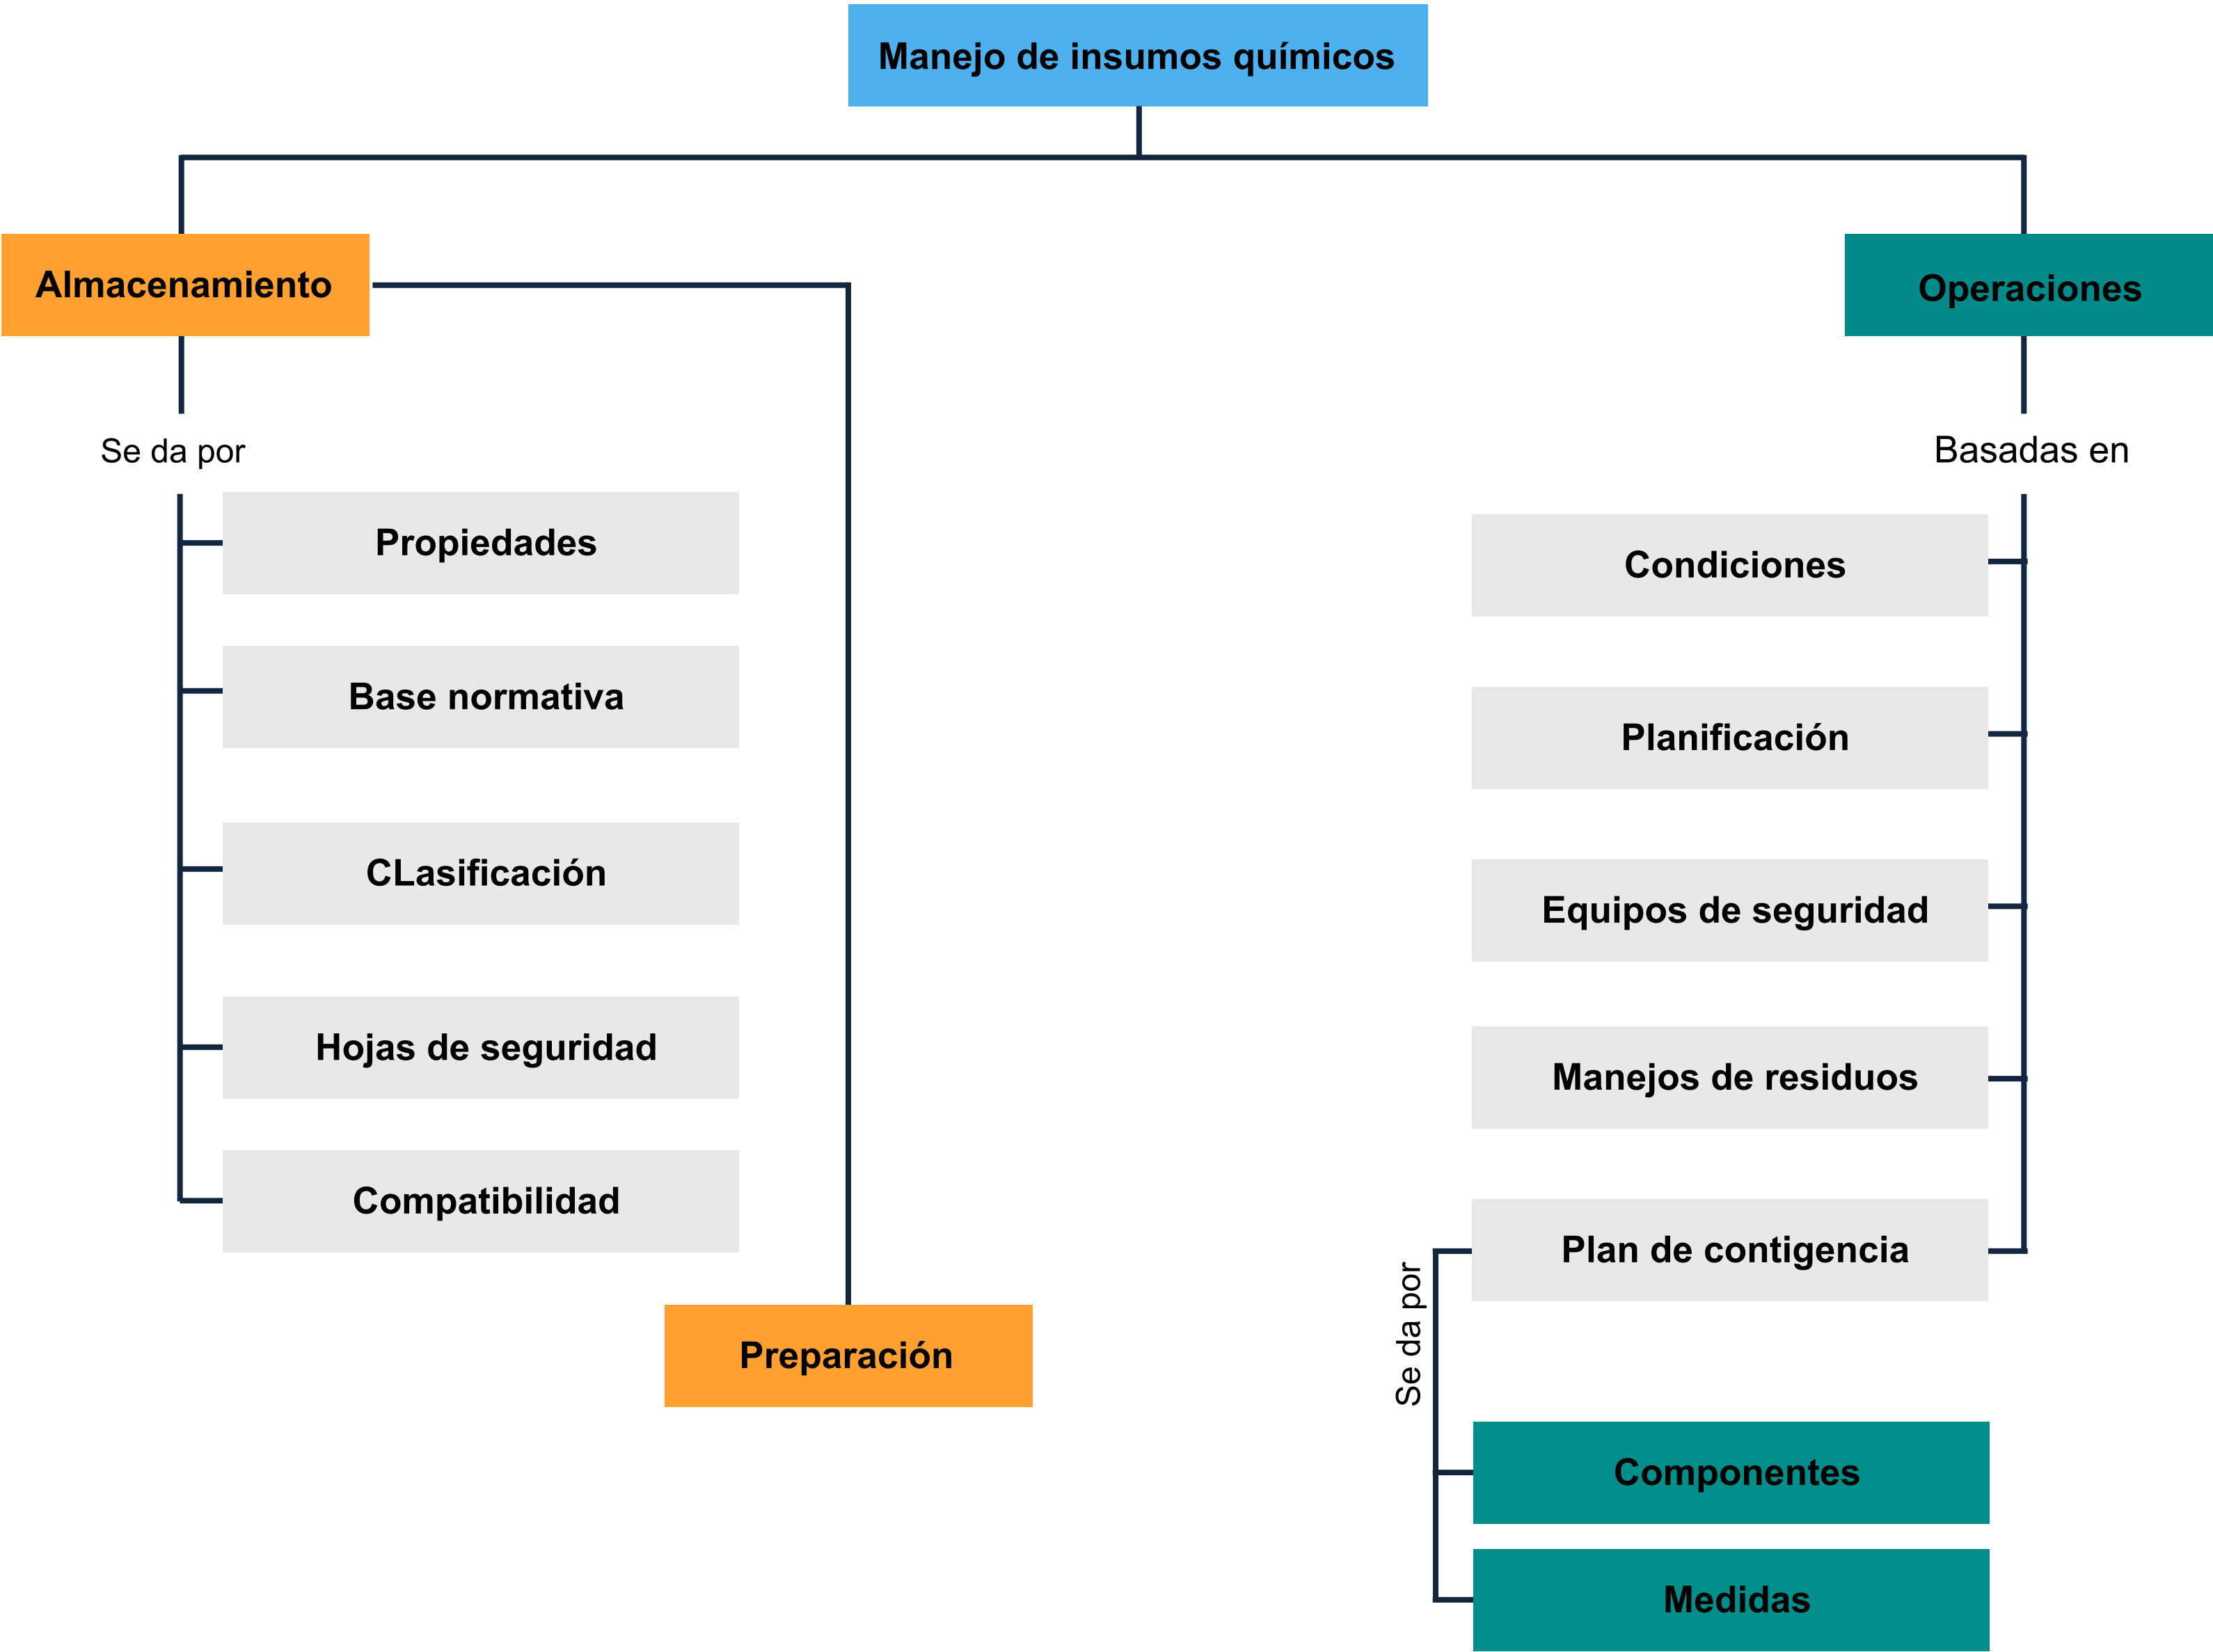 Manejo de insumos químicos
Almacenamiento
Operaciones
Se da por
Basadas en
Propiedades
Condiciones
Base normativa
Planificación
CLasificación
Equipos de seguridad
Hojas de seguridad
Manejos de residuos
Compatibilidad
Plan de contigencia
Se da por
Preparación
Componentes
Medidas